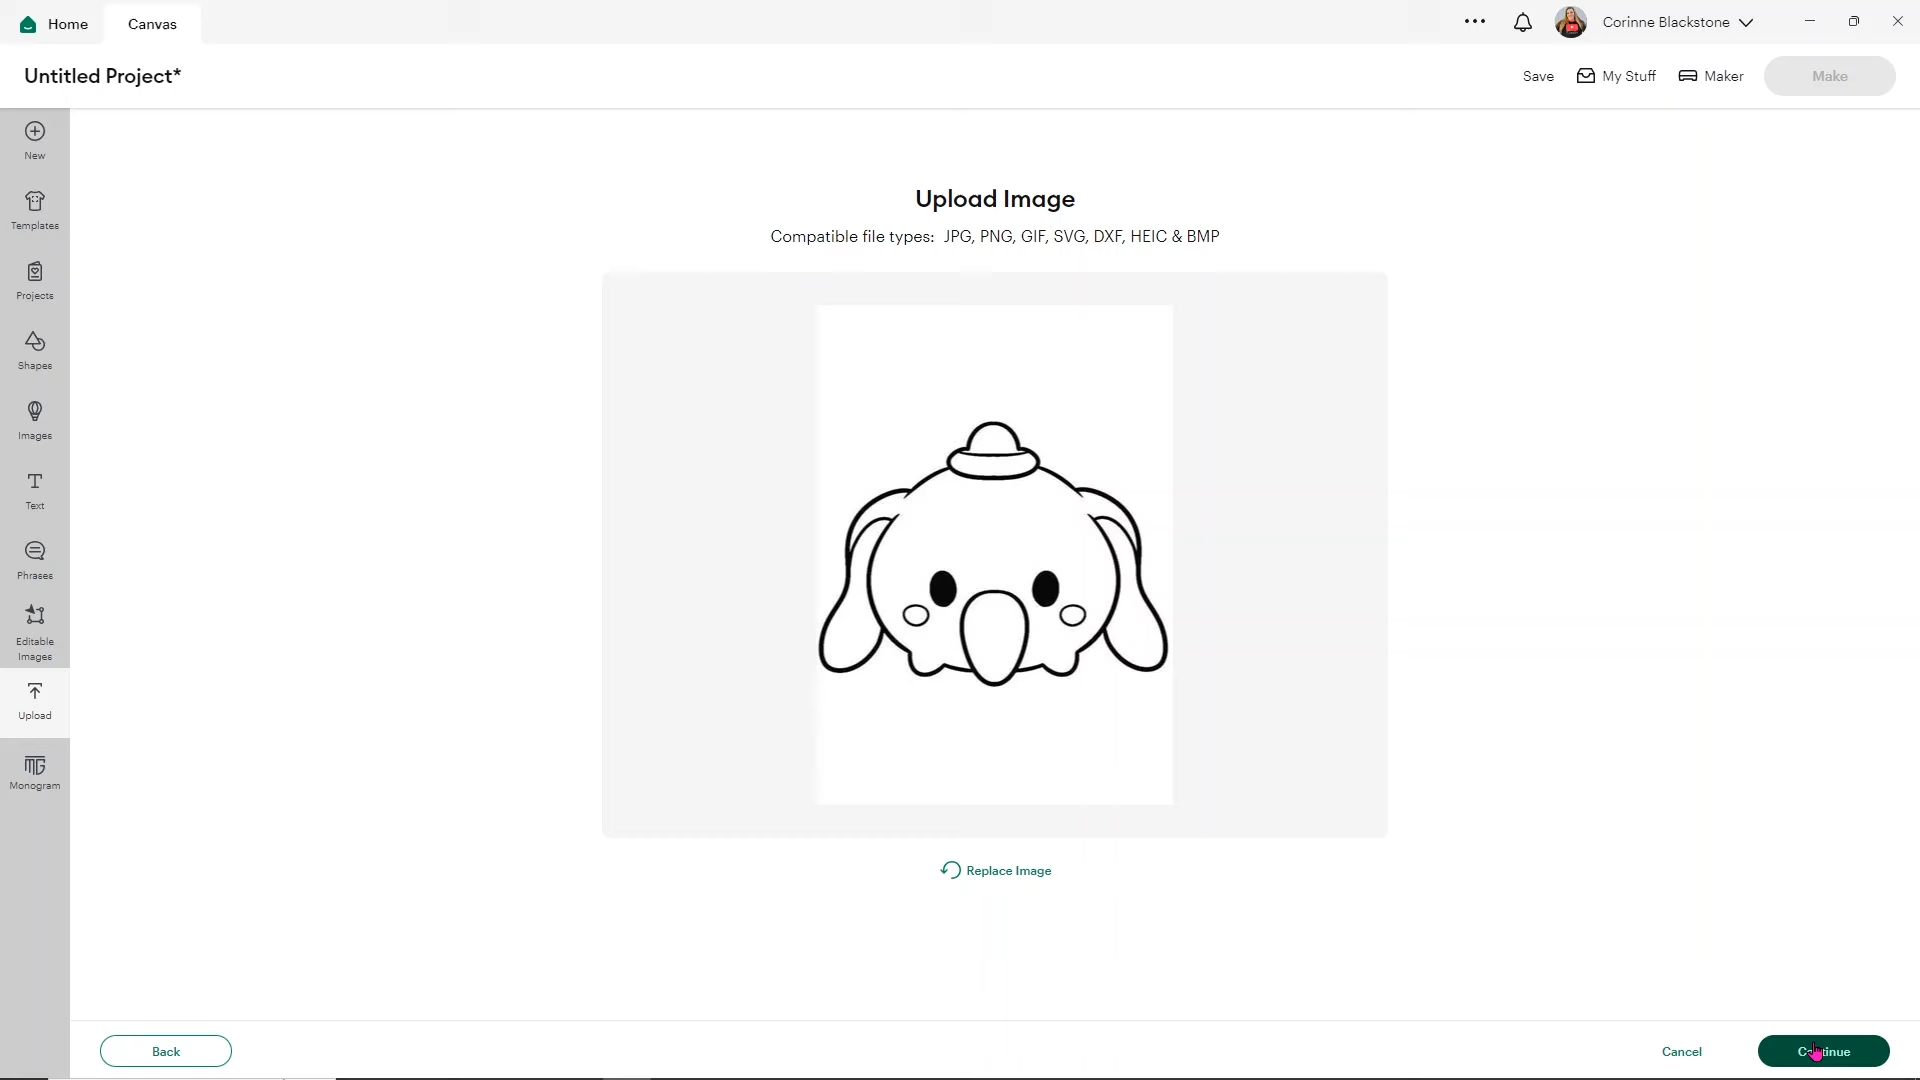 Home
Canvas
Corinne Blackstone
Untitled Project*
Save
My Stuff
Maker
Make
New
Templates
Projects
Shapes
Images
Text
Phrases
Editable
Images
Upload
Monogram
Upload Image
Compatible file types: JPG, PNG, GIF, SVG, DXF, HEIC & BMP
Replace Image
Back
Cancel
Continue